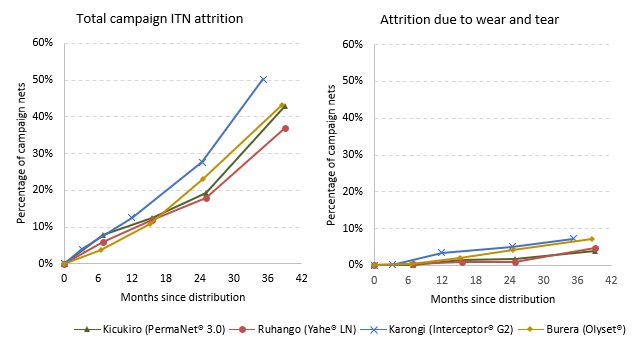 Total campaign ITN attrition
Percentage of campaign nets
60%
50%
40%
30%
20%
10%
0%
0 6 12 18 24 30 36 42
Months since distribution
Attrition due to wear and tear
Percentage of campaign nets
60%
50%
40%
30%
20%
10%
0%
0 6 12 18 24 30 36 42
Months since distribution
Kicukiro (PermaNet® 3.0) Ruhango (Yahe® LN) Karongi (Interceptor® G2) Burera (Olyset®)